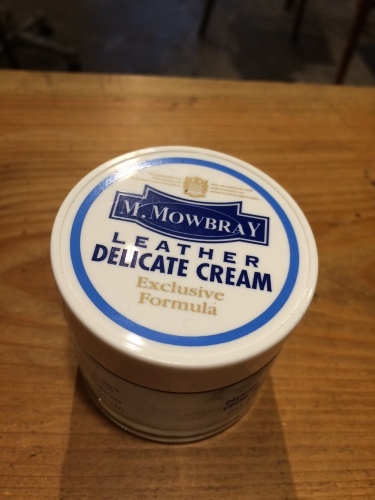 M. MOWBRAY
LEATHER
DELICATE CREAM
Exclusive
Formula